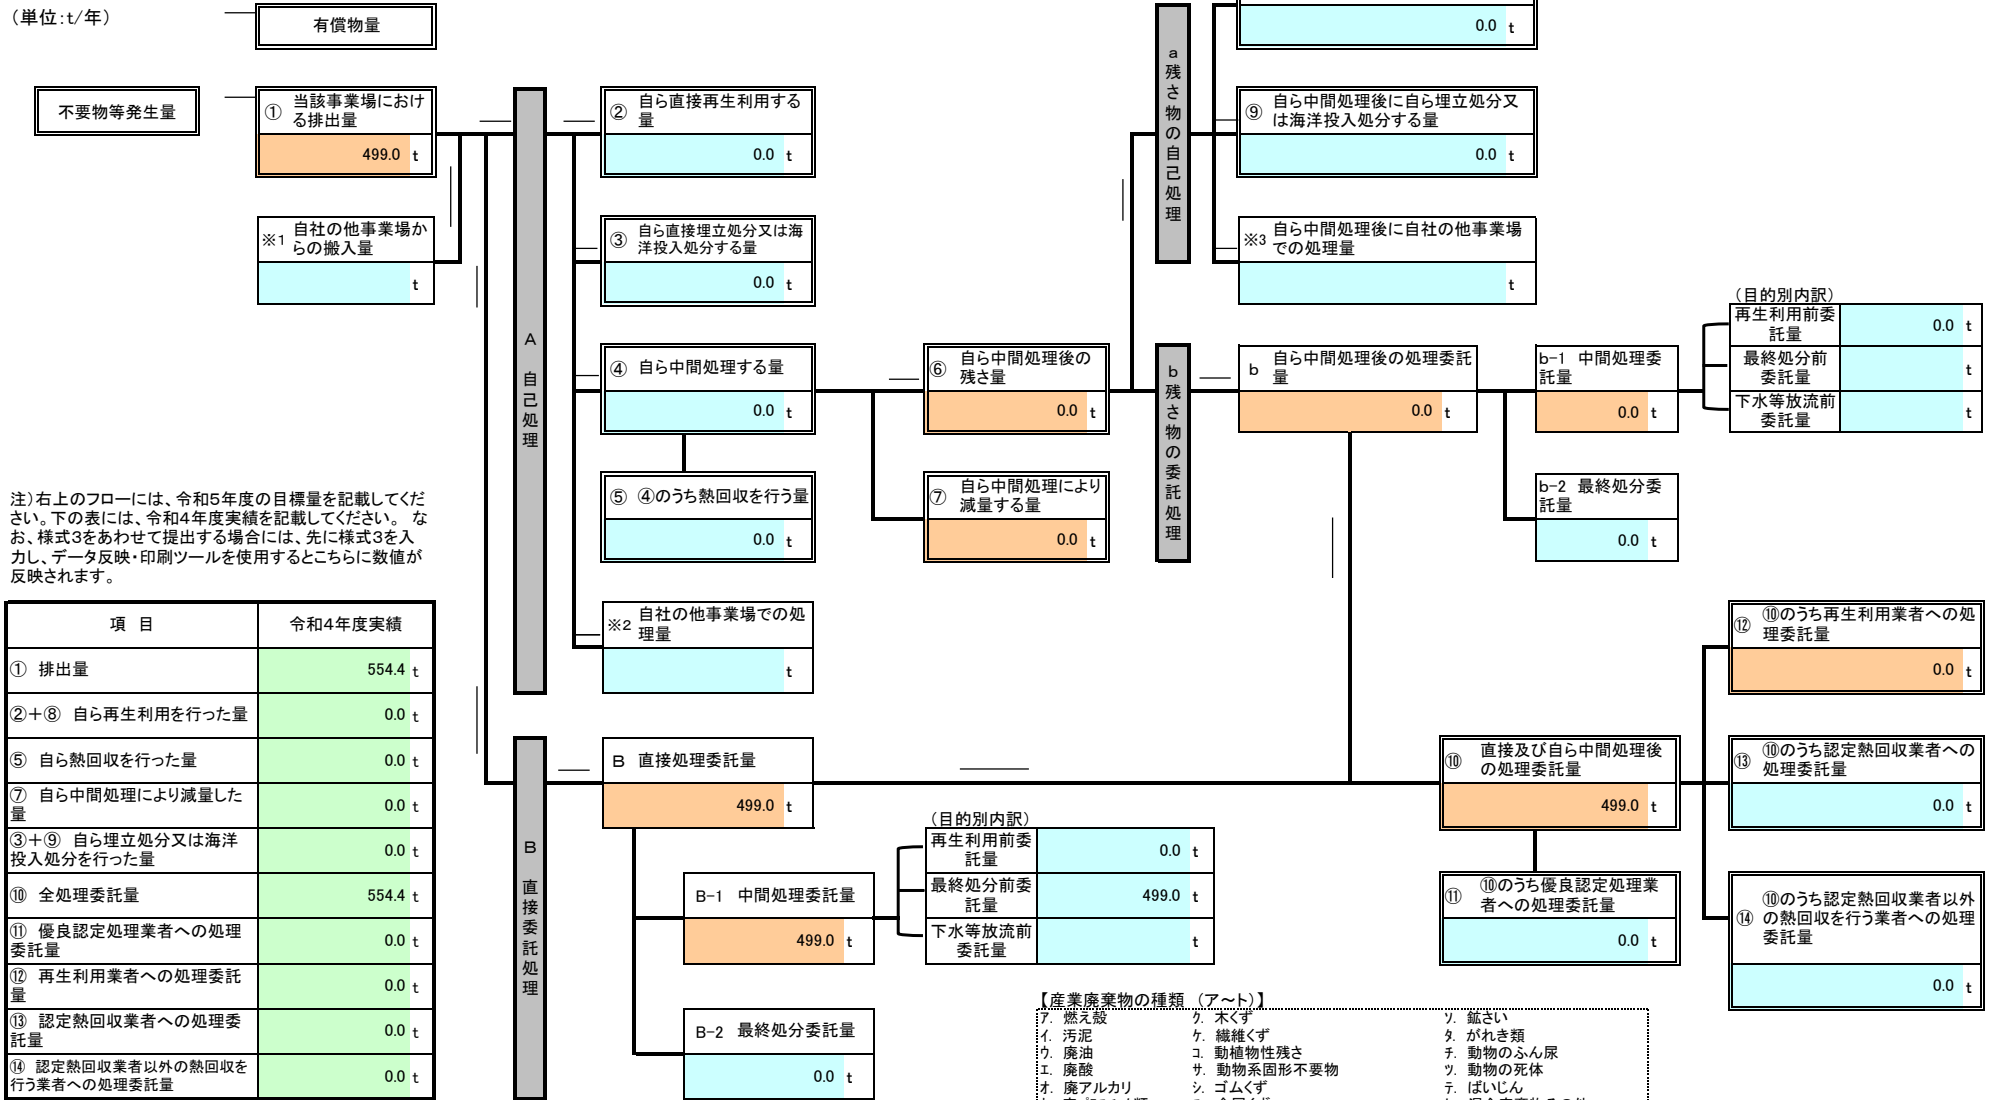 （単位：t/年）
有償物量
0.0 t
不要物等発生量
① 当該事業場におけ
る排出量
499.0 t
※1 自社の他事業場か
らの搬入量
t
A 自己処理
② 自ら直接再生利用する
量
0.0 t
③ 自ら直接埋立処分又は海
洋投入処分する量
0.0 t
④ 自ら中間処理する量
0.0 t
⑤ ④のうち熱回収を行う量
0.0 t
※2 自社の他事業場での処
理量
t
⑥ 自ら中間処理後の
残さ量
0.0 t
⑦ 自ら中間処理により
減量する量
0.0 t
a 残さ物の自己処理
⑨ 自ら中間処理後に自ら埋立処分又
は海洋投入処分する量
0.0 t
※3 自ら中間処理後に自社の他事業場
での処理量
t
b 残さ物の委託処理
b 自ら中間処理後の処理委託
量
0.0 t
b-1 中間処理委
託量
0.0 t
b-2 最終処分委
託量
0.0 t
（目的別内訳）
再生利用前委
託量
0.0 t
最終処分前
委託量
t
下水等放流前
委託量
t
注）右上のフローには、令和5年度の目標量を記載してくだ
さい。下の表には、令和4年度実績を記載してください。 な
お、様式3をあわせて提出する場合には、先に様式3を入
力し、データ反映・印刷ツールを使用するとこちらに数値が
反映されます。
項 目 令和4年度実績
① 排出量 554.4 t
②＋⑧ 自ら再生利用を行った量 0.0 t
⑤ 自ら熱回収を行った量 0.0 t
⑦ 自ら中間処理により減量した
量 0.0 t
③＋⑨ 自ら埋立処分又は海洋
投入処分を行った量 0.0 t
⑩ 全処理委託量 554.4 t
⑪ 優良認定処理業者への処理
委託量 0.0 t
⑫ 再生利用業者への処理委託
量 0.0 t
⑬ 認定熱回収業者への処理委
託量 0.0 t
⑭ 認定熱回収業者以外の熱回収を
行う業者への処理委託量 0.0 t
B 直接委託処理
B 直接処理委託量
499.0 t
B-1 中間処理委託量
499.0 t
B-2 最終処分委託量
0.0 t
（目的別内訳）
再生利用前委
託量
0.0 t
最終処分前委
託量
499.0 t
下水等放流前
委託量
t
⑩ 直接及び自ら中間処理後
の処理委託量
499.0 t
⑪ ⑩のうち優良認定処理業
者への処理委託量
0.0 t
⑫ ⑩のうち再生利用業者への処
理委託量
0.0 t
⑬ ⑩のうち認定熱回収業者への
処理委託量
0.0 t
⑭ ⑩のうち認定熱回収業者以外
の熱回収を行う業者への処理
委託量
0.0 t
【産業廃棄物の種類 （ア～ト）】
ア. 燃え殻 ク. 木くず ソ. 鉱さい
イ. 汚泥 ケ. 繊維くず タ. がれき類
ウ. 廃油 コ. 動植物性残さ チ. 動物のふん尿
エ. 廃酸 サ. 動物系固形不要物 ツ. 動物の死体
オ. 廃アルカリ シ. ゴムくず テ. ばいじん